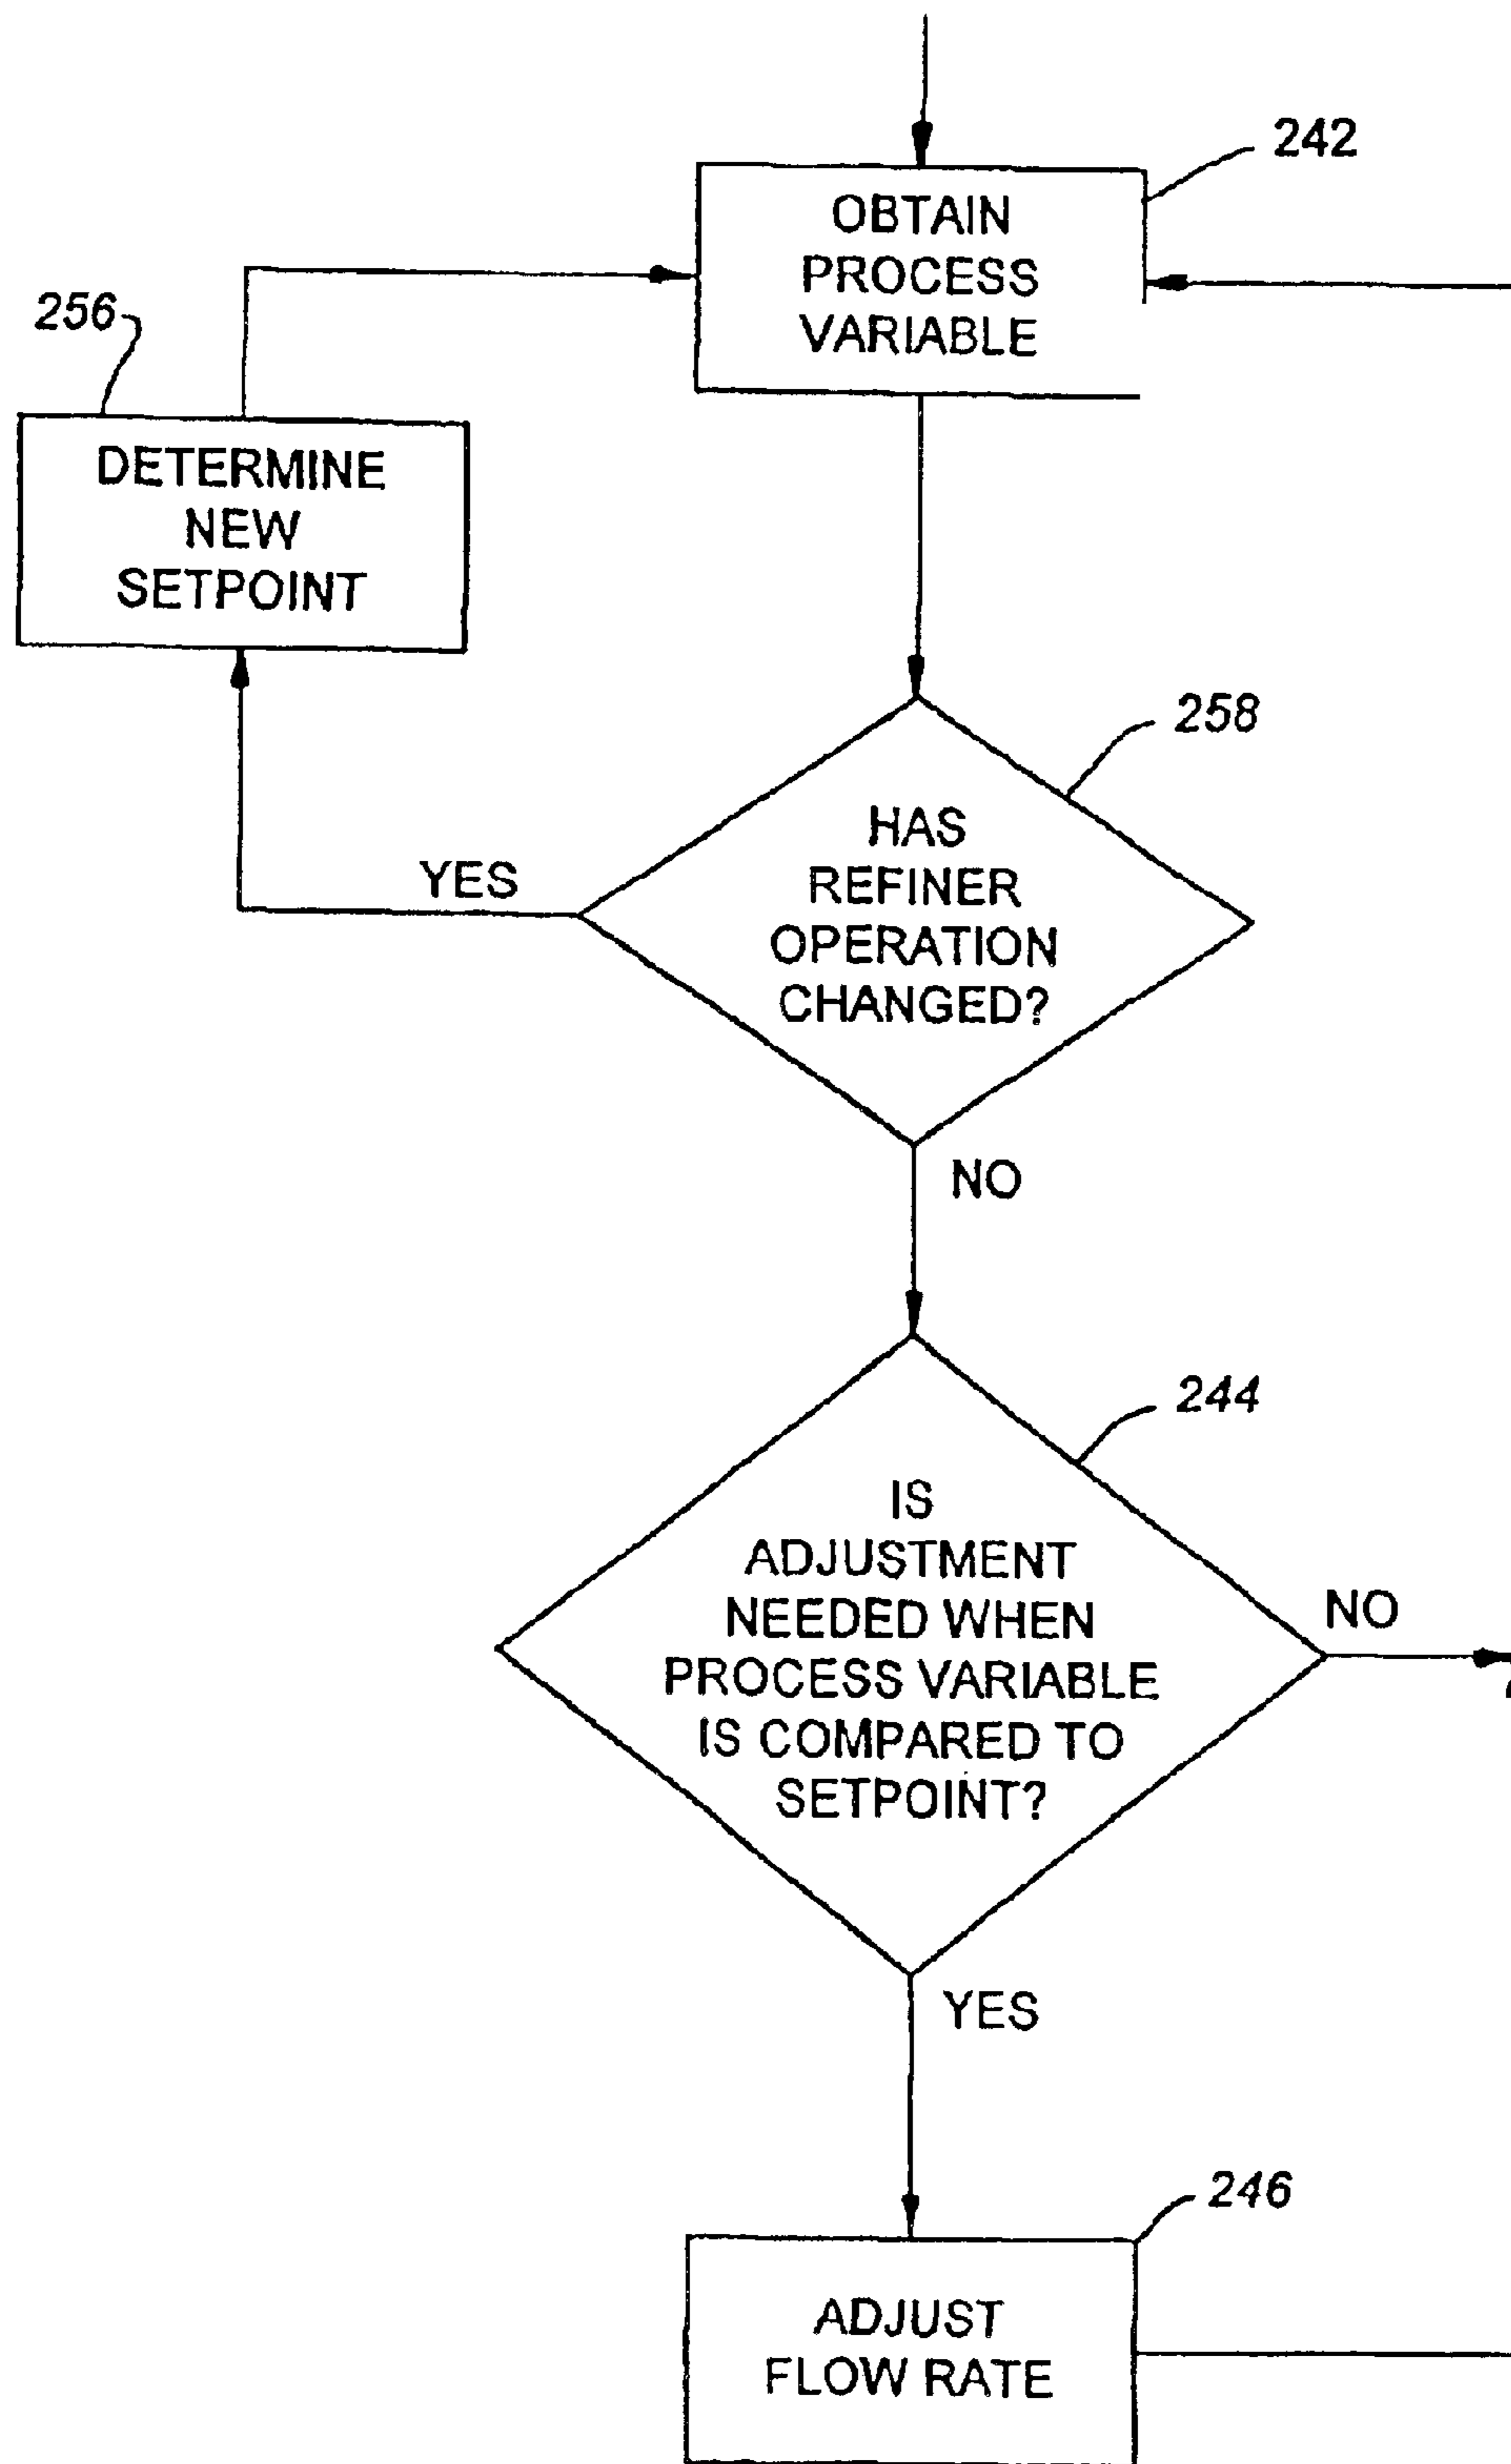 242
OBTAIN
PROCESS
VARIABLE
256
DETERMINE
NEW
SETPOINT
258
HAS
REFINER
OPERATION
CHANGED?
YES
NO
244
IS
ADJUSTMENT
NEEDED WHEN
PROCESS VARIABLE
IS COMPARED TO
SETPOINT?
NO
YES
246
ADJUST
FLOW RATE